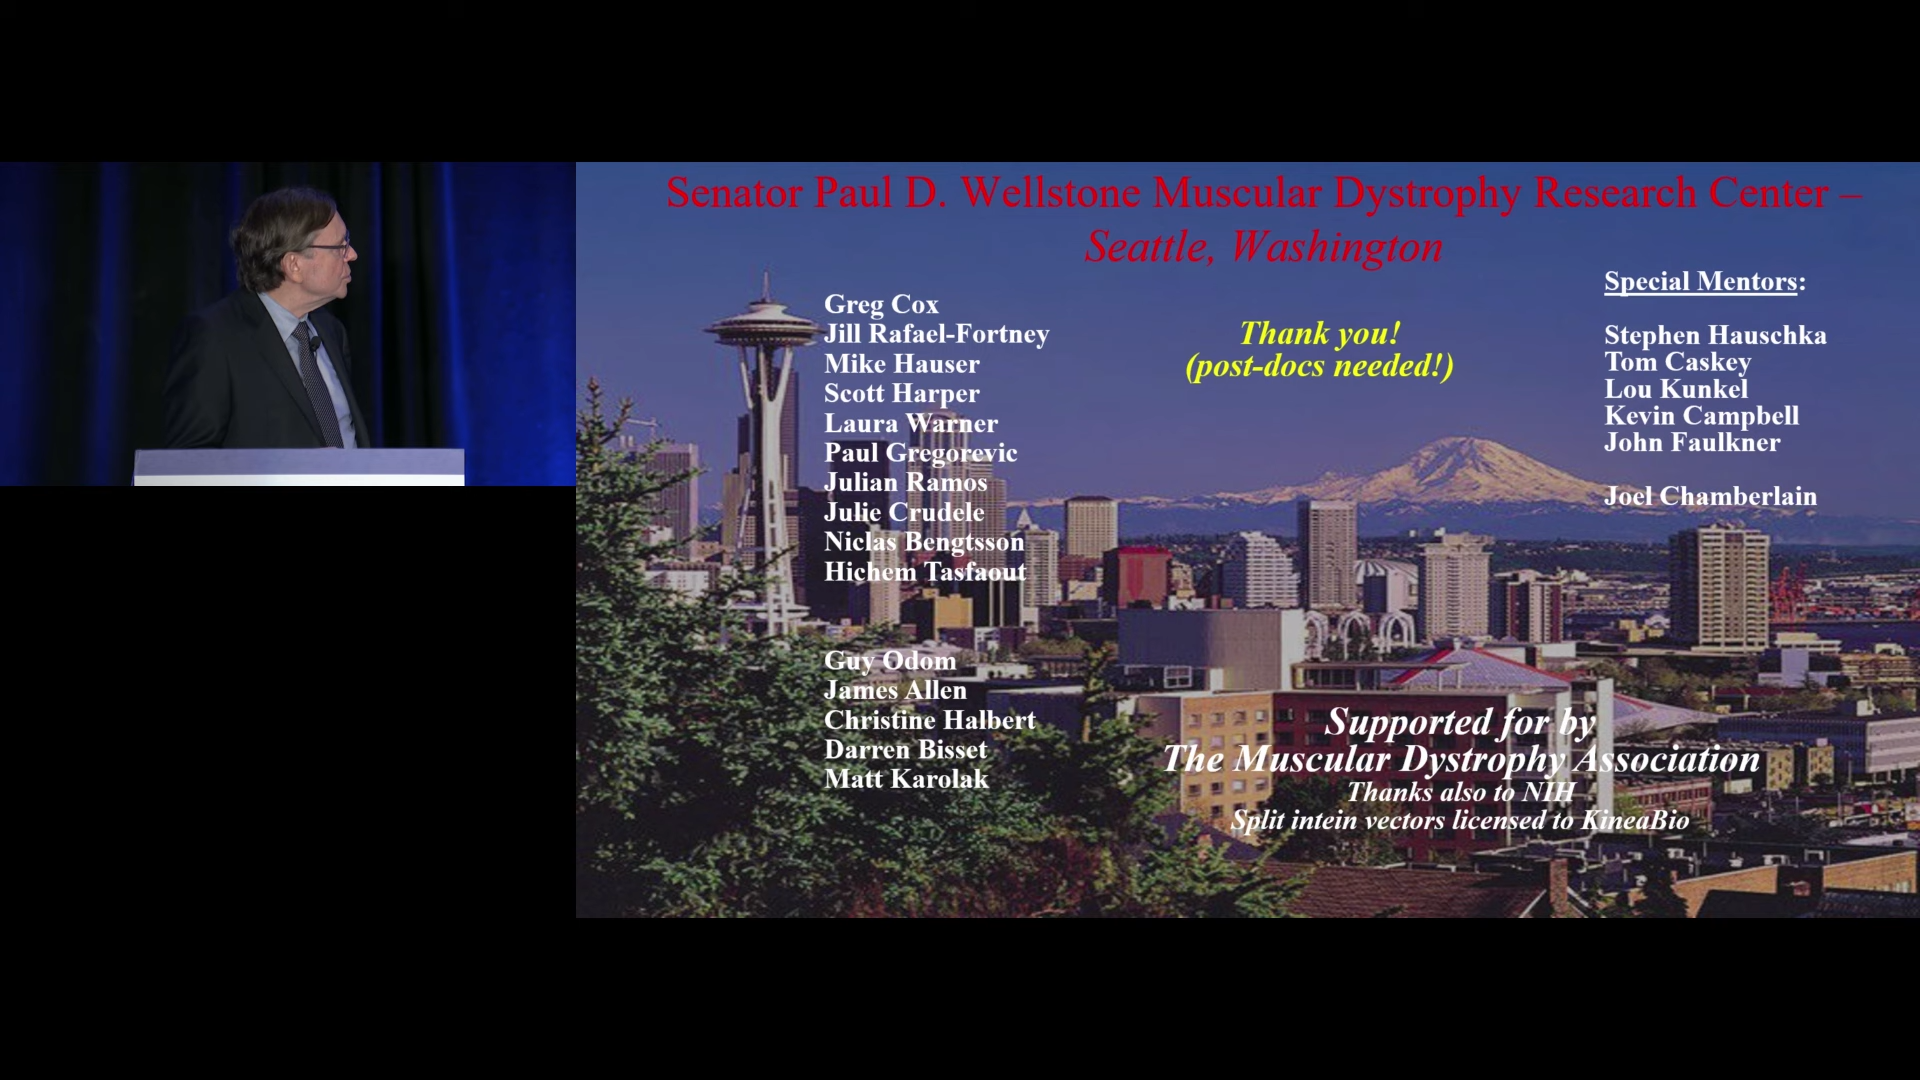 Senator Paul D. Wellstone Muscular Dystrophy Research Center –
Seattle, Washington
Greg Cox
Jill Rafael-Fortney
Mike Hauser
Scott Harper
Laura Warner
Paul Gregorevic
Julian Ramos
Julie Crudele
Niclas Bengtsson
Hichem Tasfaout
Guy Odom
James Allen
Christine Halbert
Darren Bisset
Matt Karolak
Thank you!
(post-docs needed!)
Special Mentors:
Stephen Hauschka
Tom Caskey
Lou Kunkel
Kevin Campbell
John Faulkner
Joel Chamberlain
Supported for by
The Muscular Dystrophy Association
Thanks also to NIH
Split intein vectors licensed to KineaBio